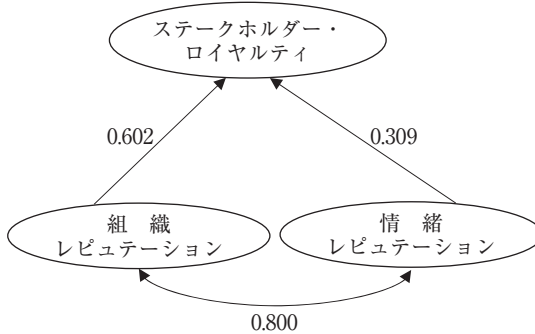 ステークホルダー・
ロイヤルティ
0.602
0.309
組　織
レピュテーション
情　緒
レピュテーション
0.800